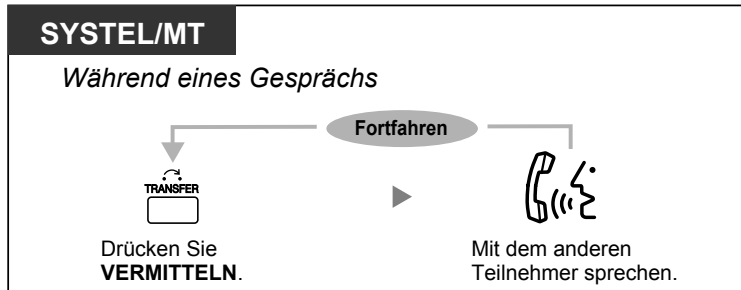 SYSTEL/MT
Während eines Gesprächs
Fortfahren
TRANSFER
Drücken Sie
VERMITTELN.
Mit dem anderen
Teilnehmer sprechen.